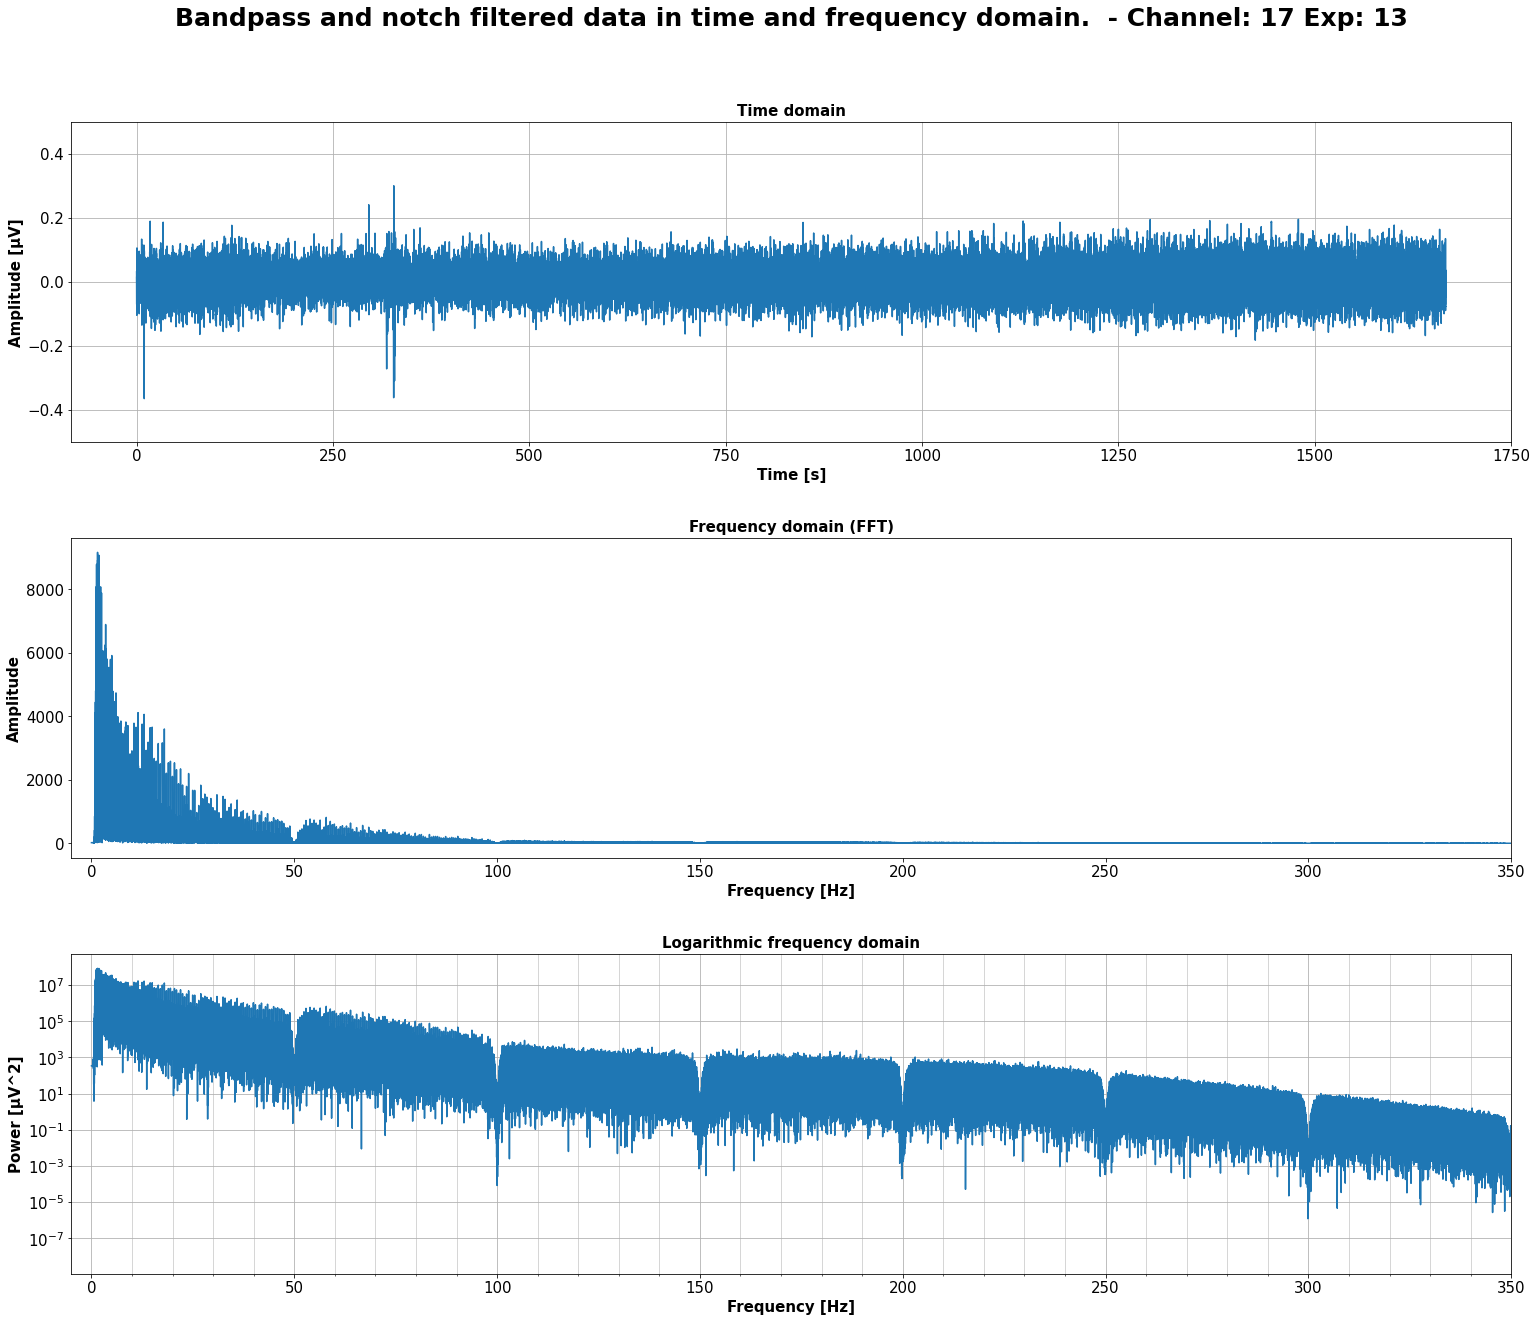 Bandpass and notch filtered data in time and frequency domain.  - Channel: 17 Exp: 13
Time domain
Amplitude [µV]
0.4
0.2
0.0
−0.2
−0.4
0 250 500 750 1000 1250 1500 1750
Time [s]
Frequency domain (FFT)
Amplitude
8000
6000
4000
2000
0
0 50 100 150 200 250 300 350
Frequency [Hz]
Logarithmic frequency domain
Power [µV^2]
10^7
10^5
10^3
10^1
10^−1
10^−3
10^−5
10^−7
0 50 100 150 200 250 300 350
Frequency [Hz]